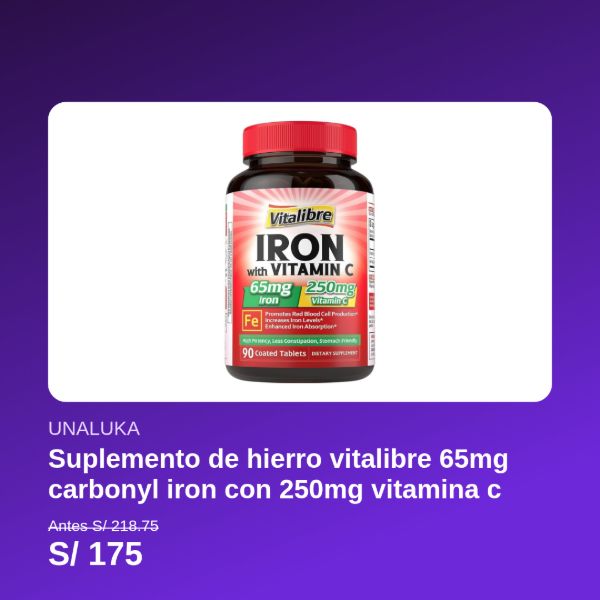 Vitalibre
IRON
with VITAMIN C
65mg
Iron
250mg
Vitamin C
Fe
Promotes Red Blood Cell Production*
Increases Iron Levels*
Enhanced Iron Absorption*
High Potency, Less Constipation, Stomach Friendly
90 Coated Tablets
DIETARY SUPPLEMENT
UNALUKA
Suplemento de hierro vitalibre 65mg
carbonyl iron con 250mg vitamina c
Antes S/ 218.75
S/ 175